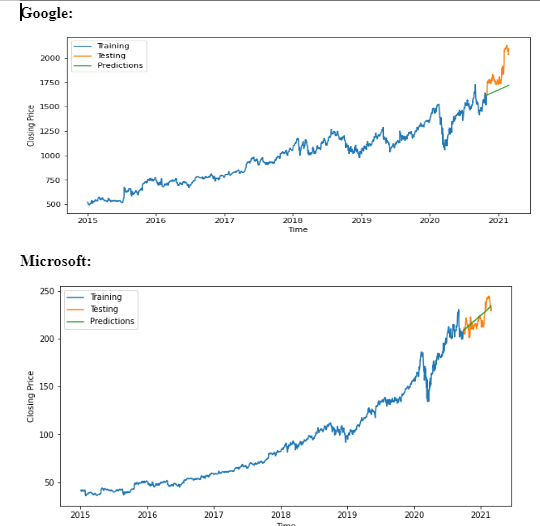 Google:
Training
Testing
Predictions
2000
1750
1500
1250
1000
750
500
Closing Price
2015 2016 2017 2018 2019 2020 2021
Time
Microsoft:
Training
Testing
Predictions
250
200
150
100
50
Closing Price
2015 2016 2017 2018 2019 2020 2021
Time